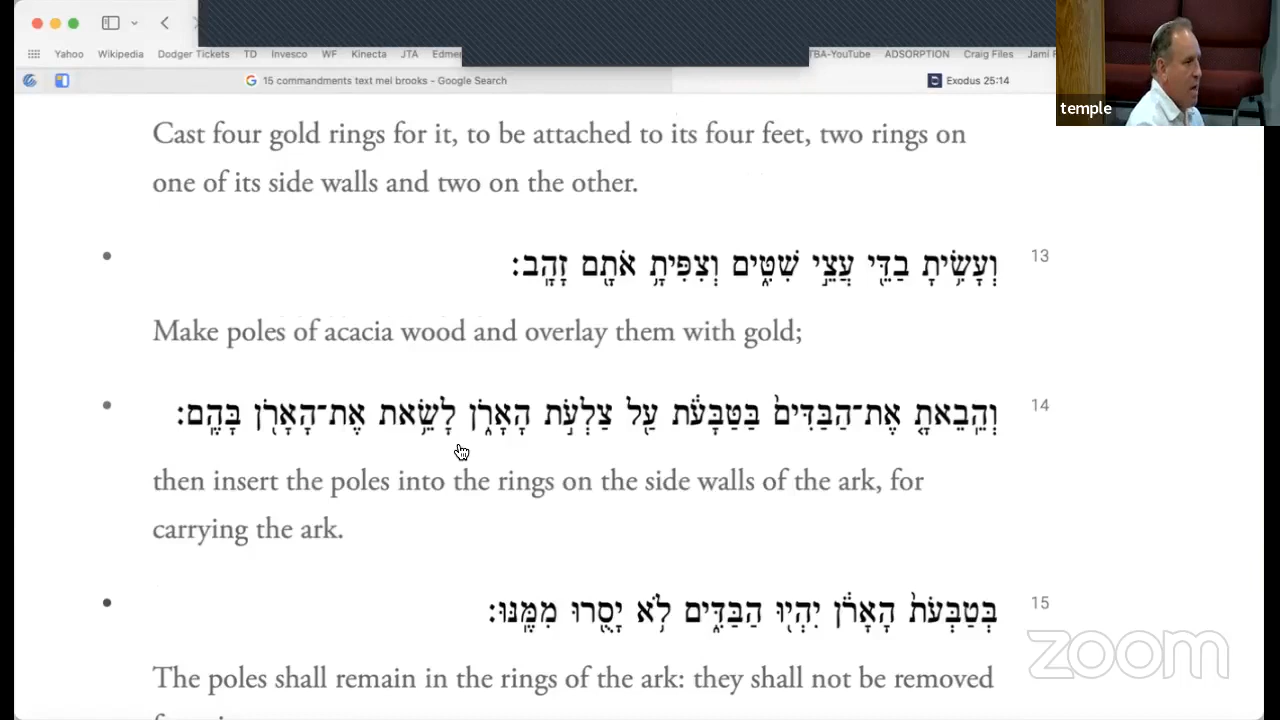 Yahoo Wikipedia Dodger Tickets TD Invesco WF Kinecta JTA Edmer TBA-YouTube ADSORPTION Craig Files Jami
15 commandments text mel brooks – Google Search Exodus 25:14
temple
Cast four gold rings for it, to be attached to its four feet, two rings on
one of its side walls and two on the other.
13 וְעָשִׂ֥יתָ בַדֵּ֖י עֲצֵ֣י שִׁטִּ֑ים וְצִפִּיתָ֥ אֹתָ֖ם זָהָֽב׃
Make poles of acacia wood and overlay them with gold;
14 וְהֵֽבֵאתָ֤ אֶת־הַבַּדִּים֙ בַּטַּבָּעֹ֔ת עַ֖ל צַלְעֹ֣ת הָאָרֹ֑ן לָשֵׂ֥את אֶת־הָאָרֹ֖ן בָּהֶֽם׃
then insert the poles into the rings on the side walls of the ark, for
carrying the ark.
15 בְּטַבְּעֹת֙ הָאָרֹ֔ן יִהְי֖וּ הַבַּדִּ֑ים לֹ֥א יָסֻ֖רוּ מִמֶּֽנּוּ׃
The poles shall remain in the rings of the ark: they shall not be removed
zoom